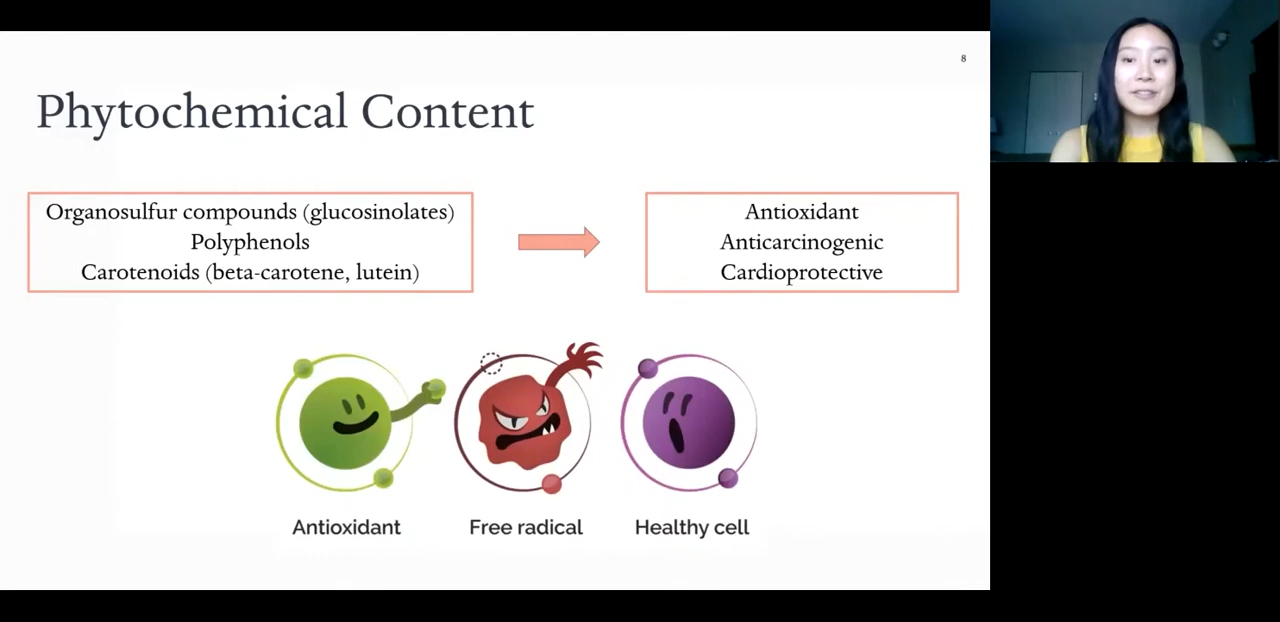 8
Phytochemical Content
Organosulfur compounds (glucosinolates)
Polyphenols
Carotenoids (beta-carotene, lutein)
Antioxidant
Anticarcinogenic
Cardioprotective
Antioxidant
Free radical
Healthy cell